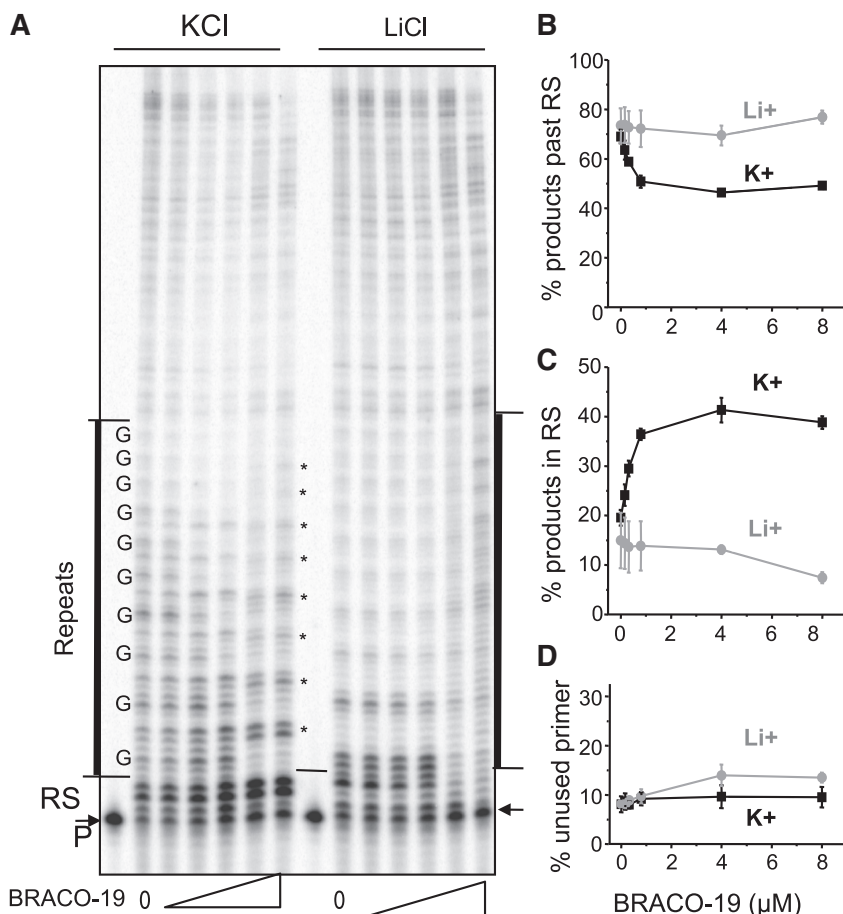 A
KCl
LiCl
G
G
G
G
G
G
G
G
G
G
Repeats
*
*
*
*
*
*
*
*
RS
P
BRACO-19 0
0
B
% products past RS
100
80
60
40
20
0
Li+
K+
0 2 4 6 8
C
% products in RS
50
40
30
20
10
0
K+
Li+
0 2 4 6 8
D
% unused primer
30
20
10
0
Li+
K+
0 2 4 6 8
BRACO-19 (µM)